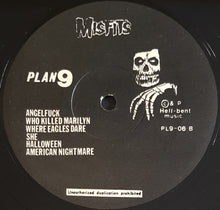 MISFITS
PLAN 9
ANGELFUCK
WHO KILLED MARILYN
WHERE EAGLES DARE
SHE
HALLOWEEN
AMERICAN NIGHTMARE
© & P
Hell-bent
music
PL9-06 B
Unauthorized duplication prohibited